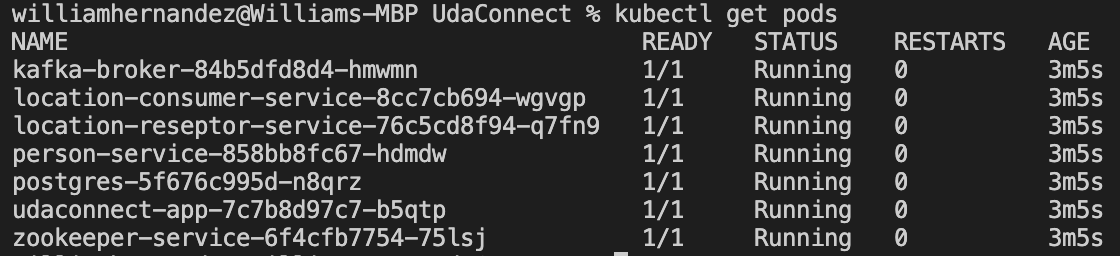 williamhernandez@Williams-MBP UdaConnect % kubectl get pods
NAME READY STATUS RESTARTS AGE
kafka-broker-84b5dfd8d4-hmwmn 1/1 Running 0 3m5s
location-consumer-service-8cc7cb694-wgvgp 1/1 Running 0 3m5s
location-reseptor-service-76c5cd8f94-q7fn9 1/1 Running 0 3m5s
person-service-858bb8fc67-hdmdw 1/1 Running 0 3m5s
postgres-5f676c995d-n8qrz 1/1 Running 0 3m5s
udaconnect-app-7c7b8d97c7-b5qtp 1/1 Running 0 3m5s
zookeeper-service-6f4cfb7754-75lsj 1/1 Running 0 3m5s